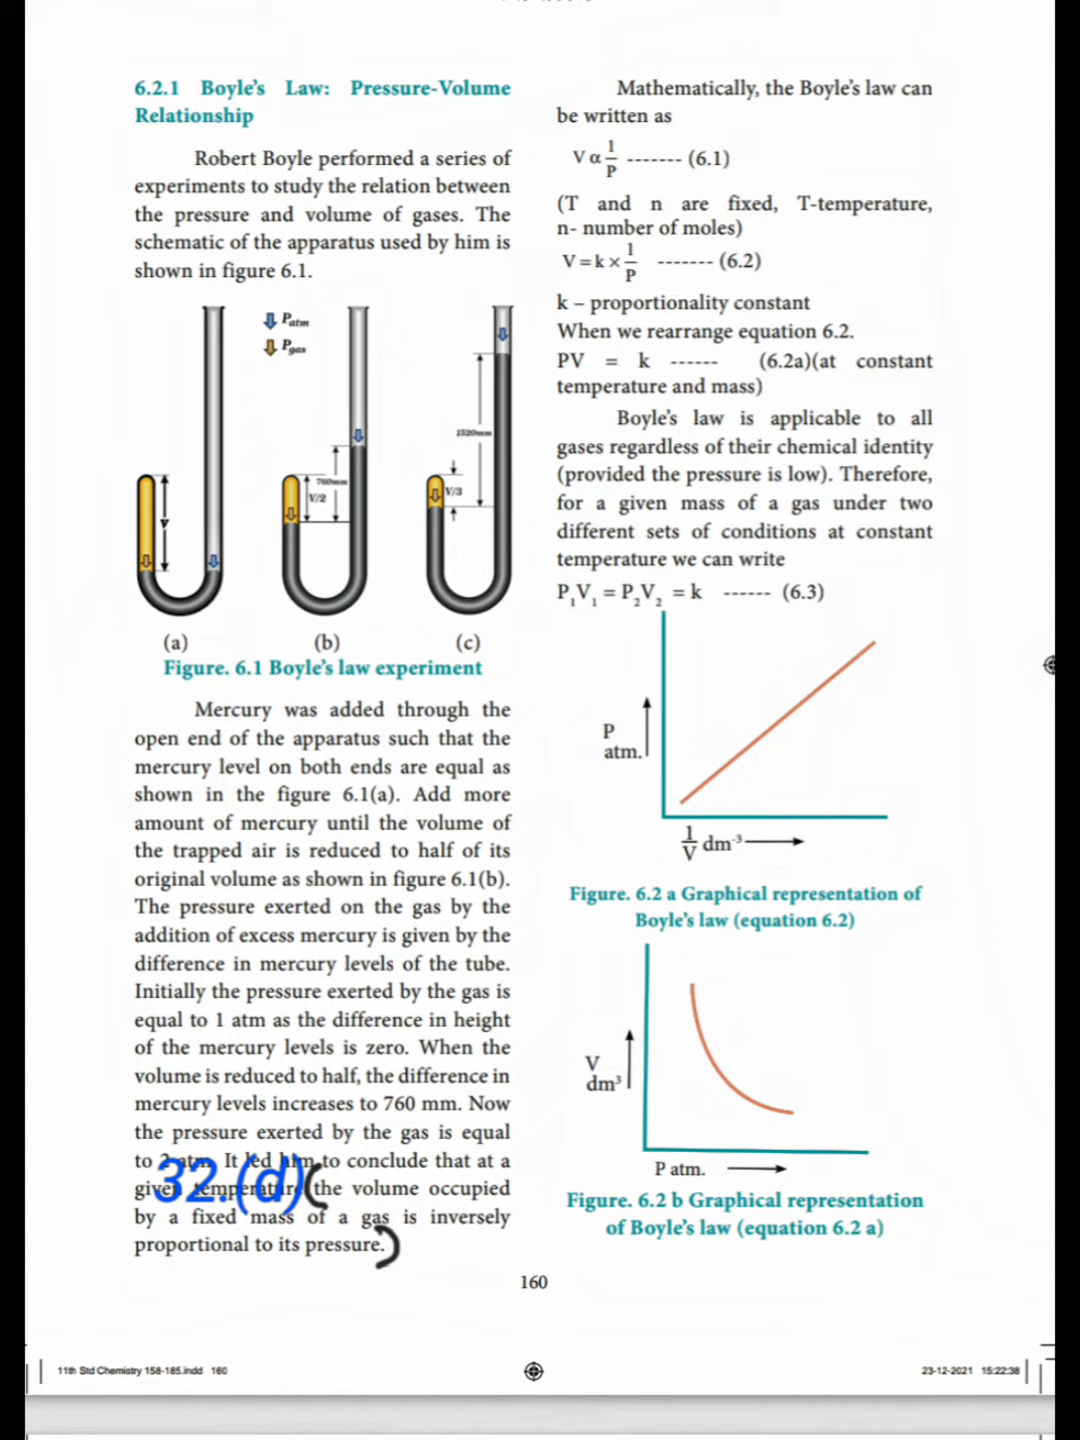 6.2.1 Boyle's Law: Pressure-Volume
Relationship
Robert Boyle performed a series of
experiments to study the relation between
the pressure and volume of gases. The
schematic of the apparatus used by him is
shown in figure 6.1.
Patm
Pgas
1520mm
760mm
V/2
V/3
V
(a) (b) (c)
Figure. 6.1 Boyle's law experiment
Mercury was added through the
open end of the apparatus such that the
mercury level on both ends are equal as
shown in the figure 6.1(a). Add more
amount of mercury until the volume of
the trapped air is reduced to half of its
original volume as shown in figure 6.1(b).
The pressure exerted on the gas by the
addition of excess mercury is given by the
difference in mercury levels of the tube.
Initially the pressure exerted by the gas is
equal to 1 atm as the difference in height
of the mercury levels is zero. When the
volume is reduced to half, the difference in
mercury levels increases to 760 mm. Now
the pressure exerted by the gas is equal
to 2 atm. It led him to conclude that at a
given temperature the volume occupied
by a fixed mass of a gas is inversely
proportional to its pressure.
32.(d)( )
Mathematically, the Boyle's law can
be written as
V α 1/P ------- (6.1)
(T and n are fixed, T-temperature,
n- number of moles)
V = k × 1/P ------- (6.2)
k – proportionality constant
When we rearrange equation 6.2.
PV = k ------ (6.2a)(at constant
temperature and mass)
Boyle's law is applicable to all
gases regardless of their chemical identity
(provided the pressure is low). Therefore,
for a given mass of a gas under two
different sets of conditions at constant
temperature we can write
P₁V₁ = P₂V₂ = k ------ (6.3)
P
atm.
1/V dm⁻³
Figure. 6.2 a Graphical representation of
Boyle's law (equation 6.2)
V
dm³
P atm.
Figure. 6.2 b Graphical representation
of Boyle's law (equation 6.2 a)
160
11th Std Chemistry 158-185.indd 160
23-12-2021 15:22:38